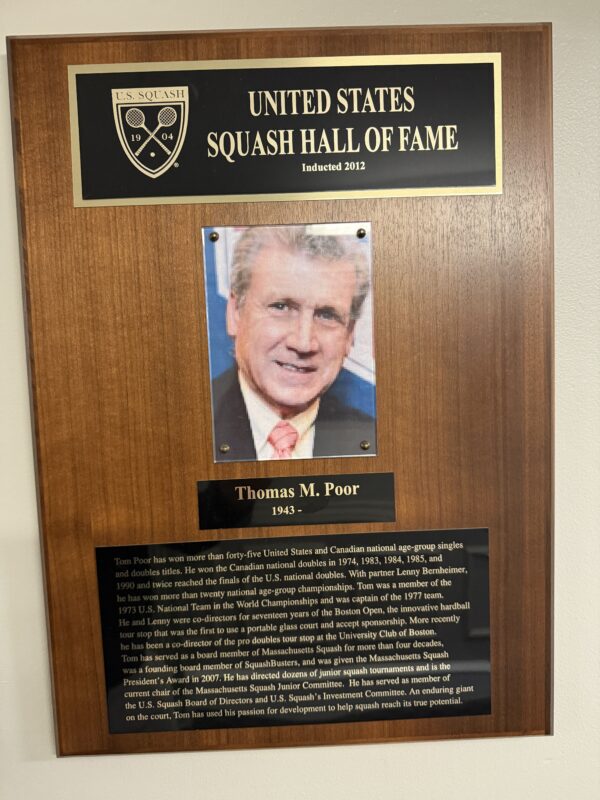 U.S. SQUASH
19 04
®
UNITED STATES
SQUASH HALL OF FAME
Inducted 2012
Thomas M. Poor
1943 -
Tom Poor has won more than forty-five United States and Canadian national age-group singles
and doubles titles. He won the Canadian national doubles in 1974, 1983, 1984, 1985, and
1990 and twice reached the finals of the U.S. national doubles. With partner Lenny Bernheimer,
he has won more than twenty national age-group championships. Tom was a member of the
1973 U.S. National Team in the World Championships and was captain of the 1977 team.
He and Lenny were co-directors for seventeen years of the Boston Open, the innovative hardball
tour stop that was the first to use a portable glass court and accept sponsorship. More recently
he has been a co-director of the pro doubles tour stop at the University Club of Boston.
Tom has served as a board member of Massachusetts Squash for more than four decades,
was a founding board member of SquashBusters, and was given the Massachusetts Squash
President's Award in 2007. He has directed dozens of junior squash tournaments and is the
current chair of the Massachusetts Squash Junior Committee. He has served as member of
the U.S. Squash Board of Directors and U.S. Squash's Investment Committee. An enduring giant
on the court, Tom has used his passion for development to help squash reach its true potential.